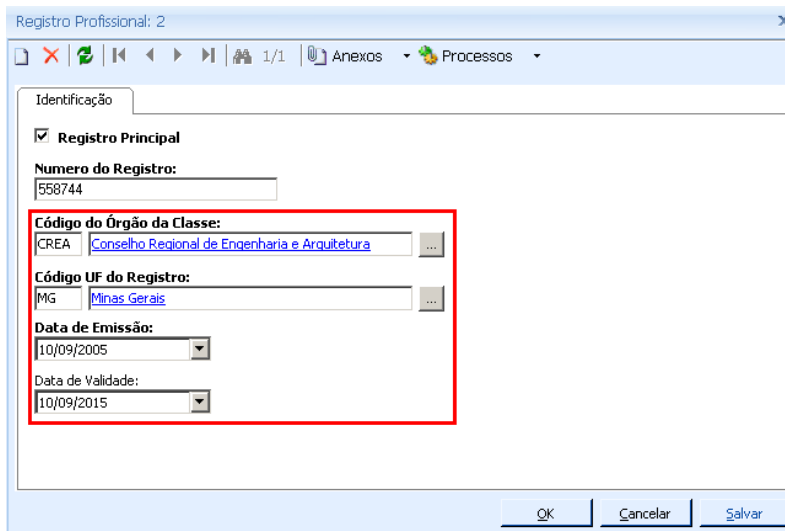 Registro Profissional: 2
1/1 Anexos Processos
Identificação
Registro Principal
Numero do Registro:
558744
Código do Órgão da Classe:
CREA Conselho Regional de Engenharia e Arquitetura ...
Código UF do Registro:
MG Minas Gerais ...
Data de Emissão:
10/09/2005
Data de Validade:
10/09/2015
OK Cancelar Salvar